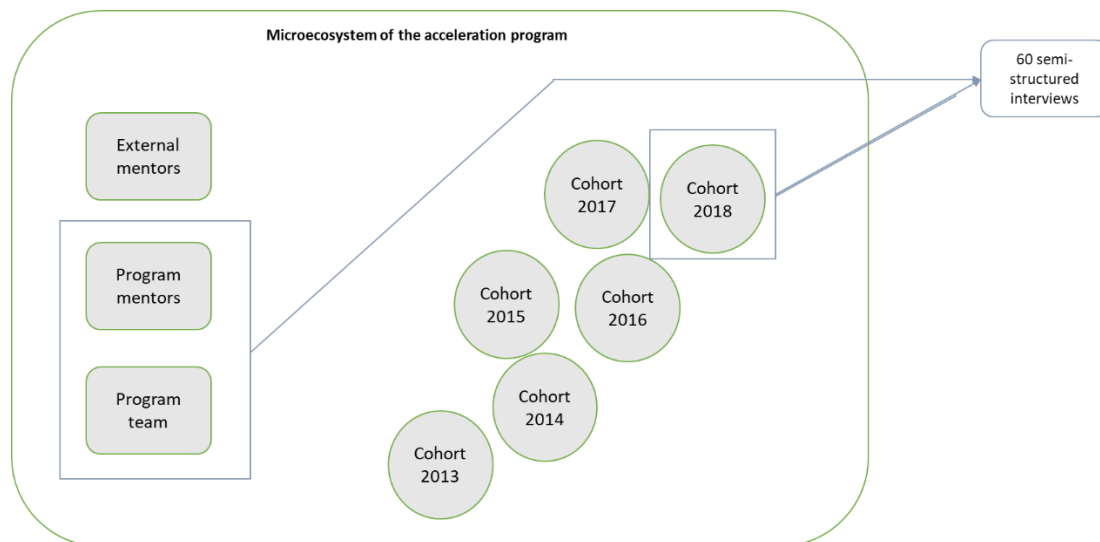 Microecosystem of the acceleration program
60 semi-
structured
interviews
External
mentors
Program
mentors
Program
team
Cohort
2017
Cohort
2018
Cohort
2015
Cohort
2016
Cohort
2014
Cohort
2013